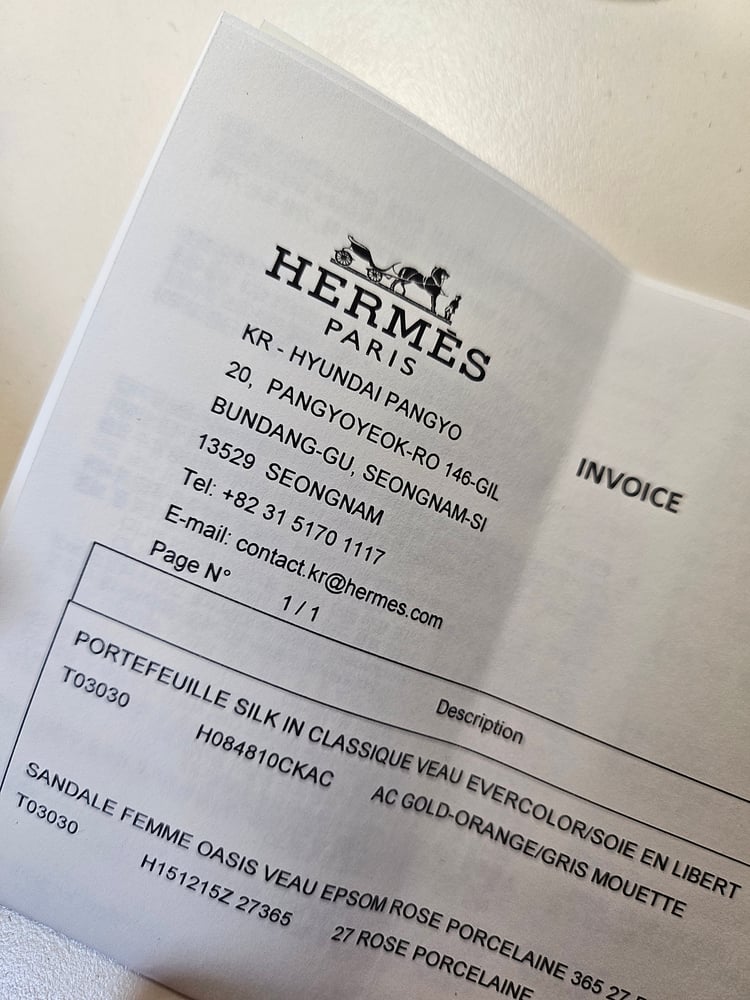 HERMÈS
PARIS
KR - HYUNDAI PANGYO
20, PANGYOYEOK-RO 146-GIL
BUNDANG-GU, SEONGNAM-SI
13529 SEONGNAM
Tel: +82 31 5170 1117
E-mail: contact.kr@hermes.com
Page N° 1 / 1
INVOICE
Description
PORTEFEUILLE SILK IN CLASSIQUE VEAU EVERCOLOR/SOIE EN LIBERT
T03030 H084810CKAC AC GOLD-ORANGE/GRIS MOUETTE
SANDALE FEMME OASIS VEAU EPSOM ROSE PORCELAINE 365 27
T03030 H151215Z 27365 27 ROSE PORCELAINE